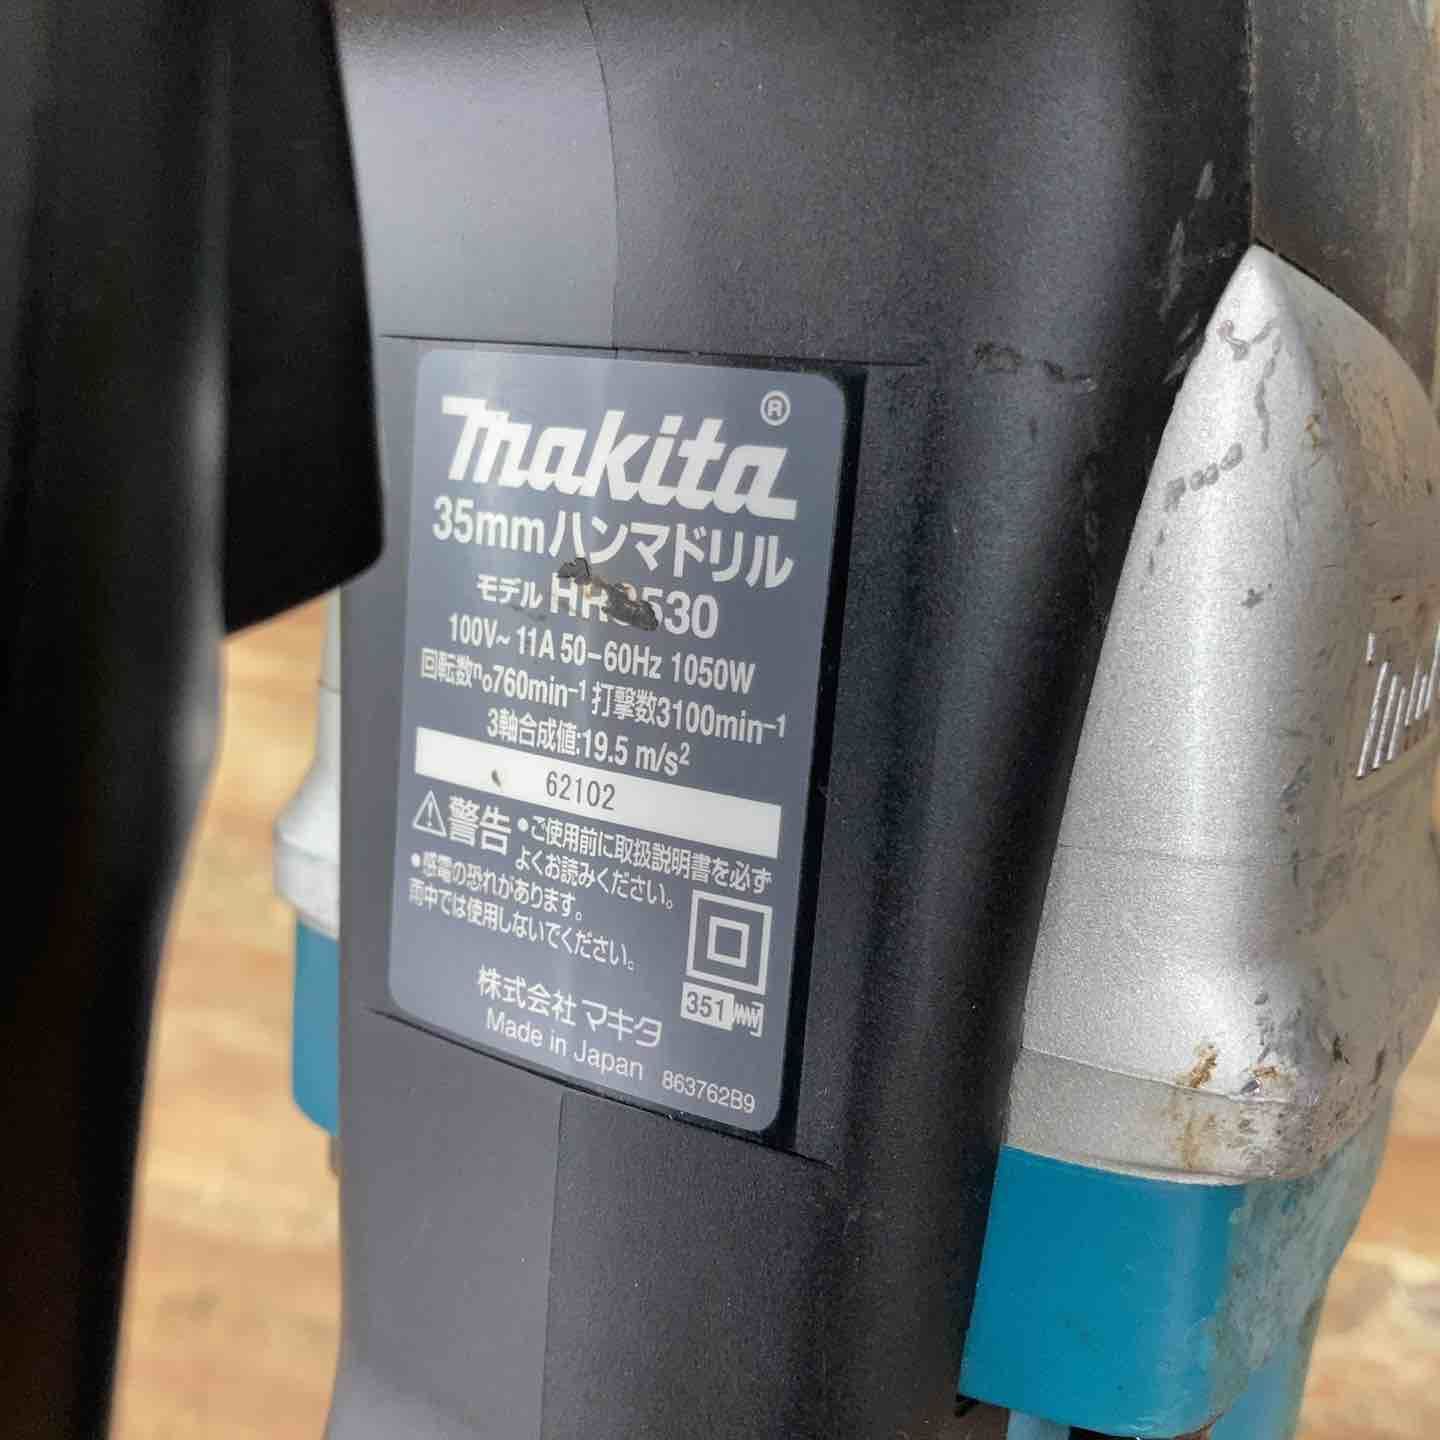 makita®
35mmハンマドリル
モデル HR3530
100V~ 11A 50-60Hz 1050W
回転数n₀760min⁻¹ 打撃数3100min⁻¹
3軸合成値:19.5 m/s²
62102
⚠警告 •ご使用前に取扱説明書を必ず
よくお読みください。
•感電の恐れがあります。
雨中では使用しないでください。
351
株式会社 マキタ
Made in Japan 863762B9